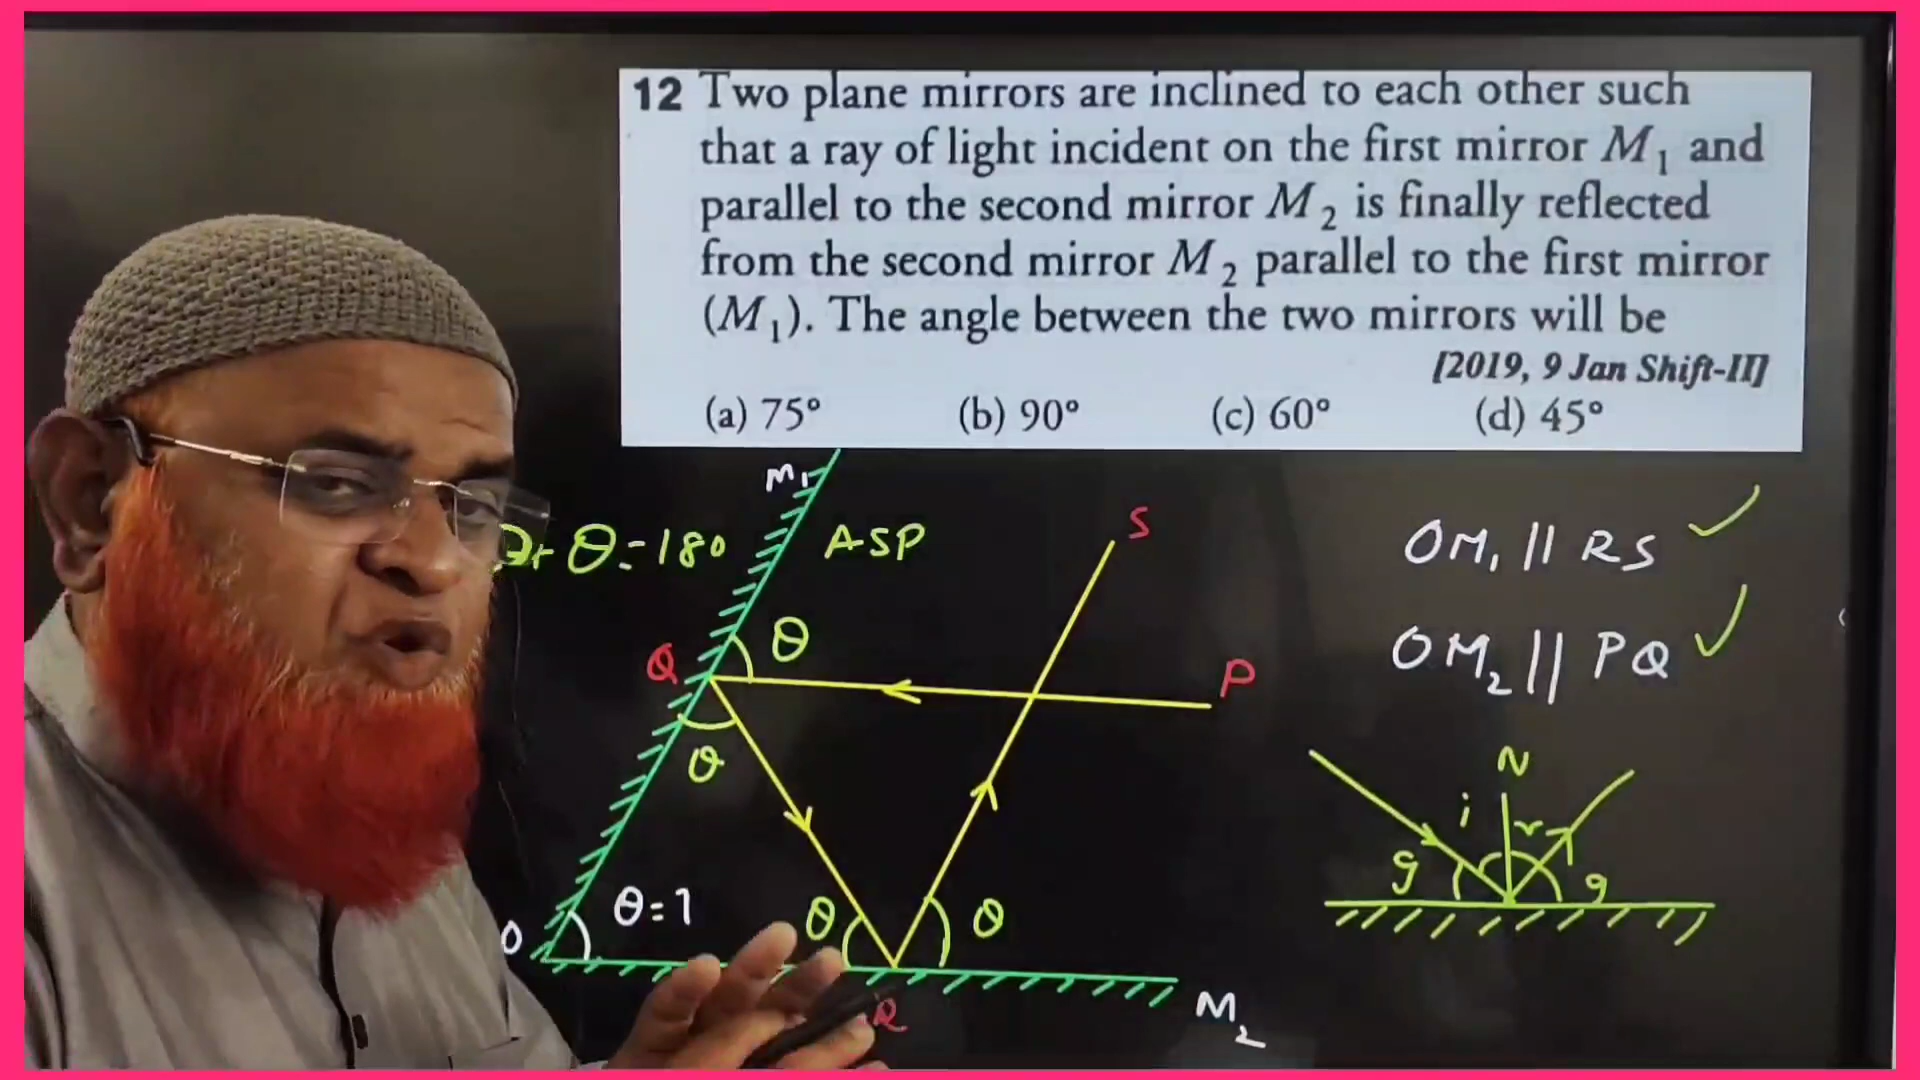 12 Two plane mirrors are inclined to each other such
that a ray of light incident on the first mirror M₁ and
parallel to the second mirror M₂ is finally reflected
from the second mirror M₂ parallel to the first mirror
(M₁). The angle between the two mirrors will be
[2019, 9 Jan Shift-II]
(a) 75° (b) 90° (c) 60° (d) 45°
M₁
+ θ = 180
ASP
S
OM₁ || RS
θ
Q
P
OM₂ || PQ
θ
N
i
r
g
g
O
θ = ?
θ
θ
R
M₂